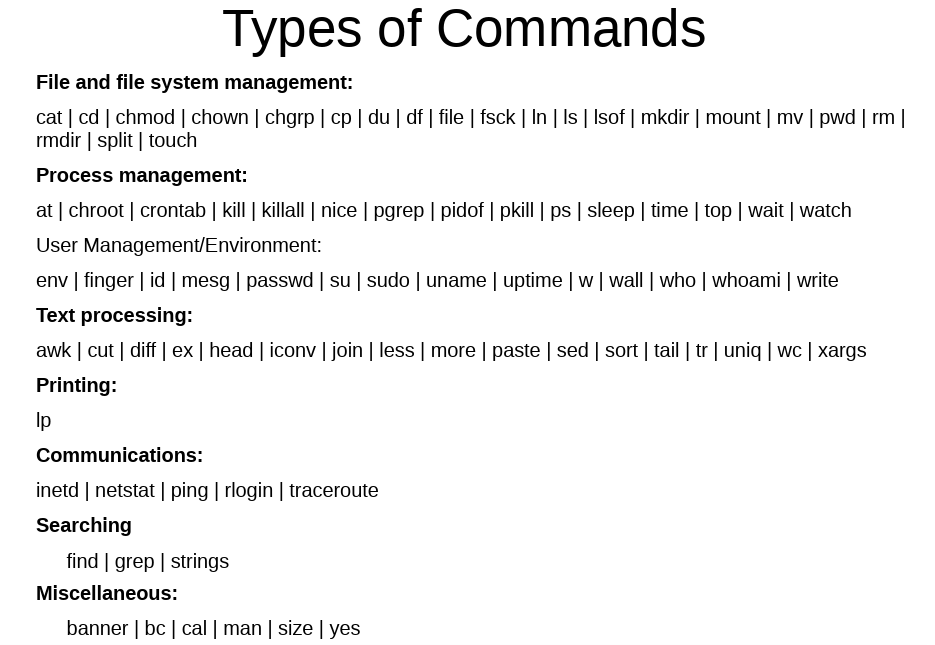 Types of Commands
File and file system management:
cat | cd | chmod | chown | chgrp | cp | du | df | file | fsck | ln | ls | lsof | mkdir | mount | mv | pwd | rm |
rmdir | split | touch
Process management:
at | chroot | crontab | kill | killall | nice | pgrep | pidof | pkill | ps | sleep | time | top | wait | watch
User Management/Environment:
env | finger | id | mesg | passwd | su | sudo | uname | uptime | w | wall | who | whoami | write
Text processing:
awk | cut | diff | ex | head | iconv | join | less | more | paste | sed | sort | tail | tr | uniq | wc | xargs
Printing:
lp
Communications:
inetd | netstat | ping | rlogin | traceroute
Searching
find | grep | strings
Miscellaneous:
banner | bc | cal | man | size | yes